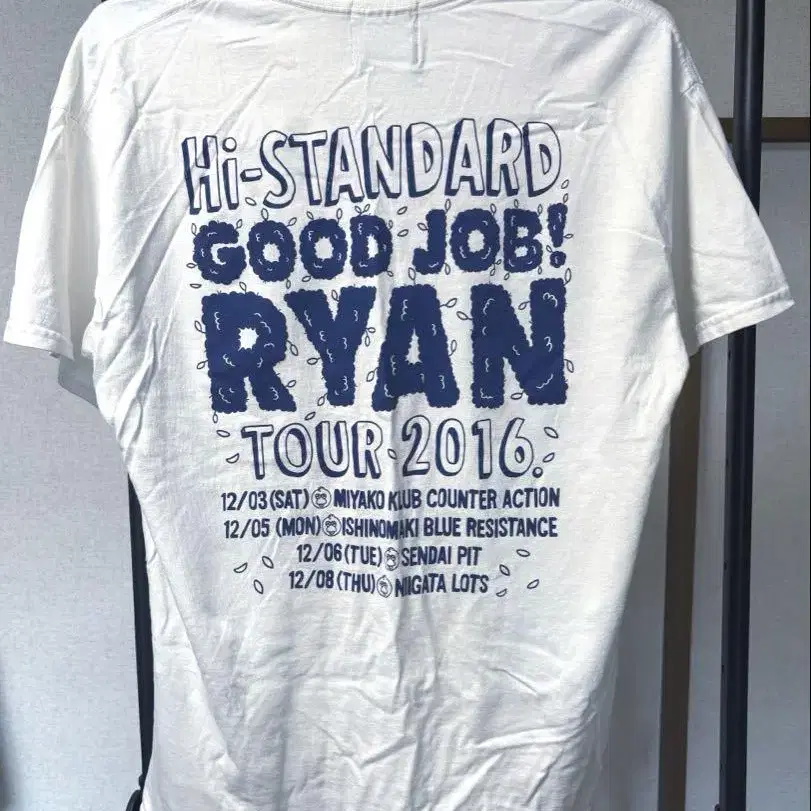 Hi-STANDARD
GOOD JOB!
RYAN
TOUR 2016.
12/03(SAT) MIYAKO KLUB COUNTER ACTION
12/05 (MON) ISHINOMAKI BLUE RESISTANCE
12/06(TUE) SENDAI PIT
12/08(THU) NIIGATA LOTS